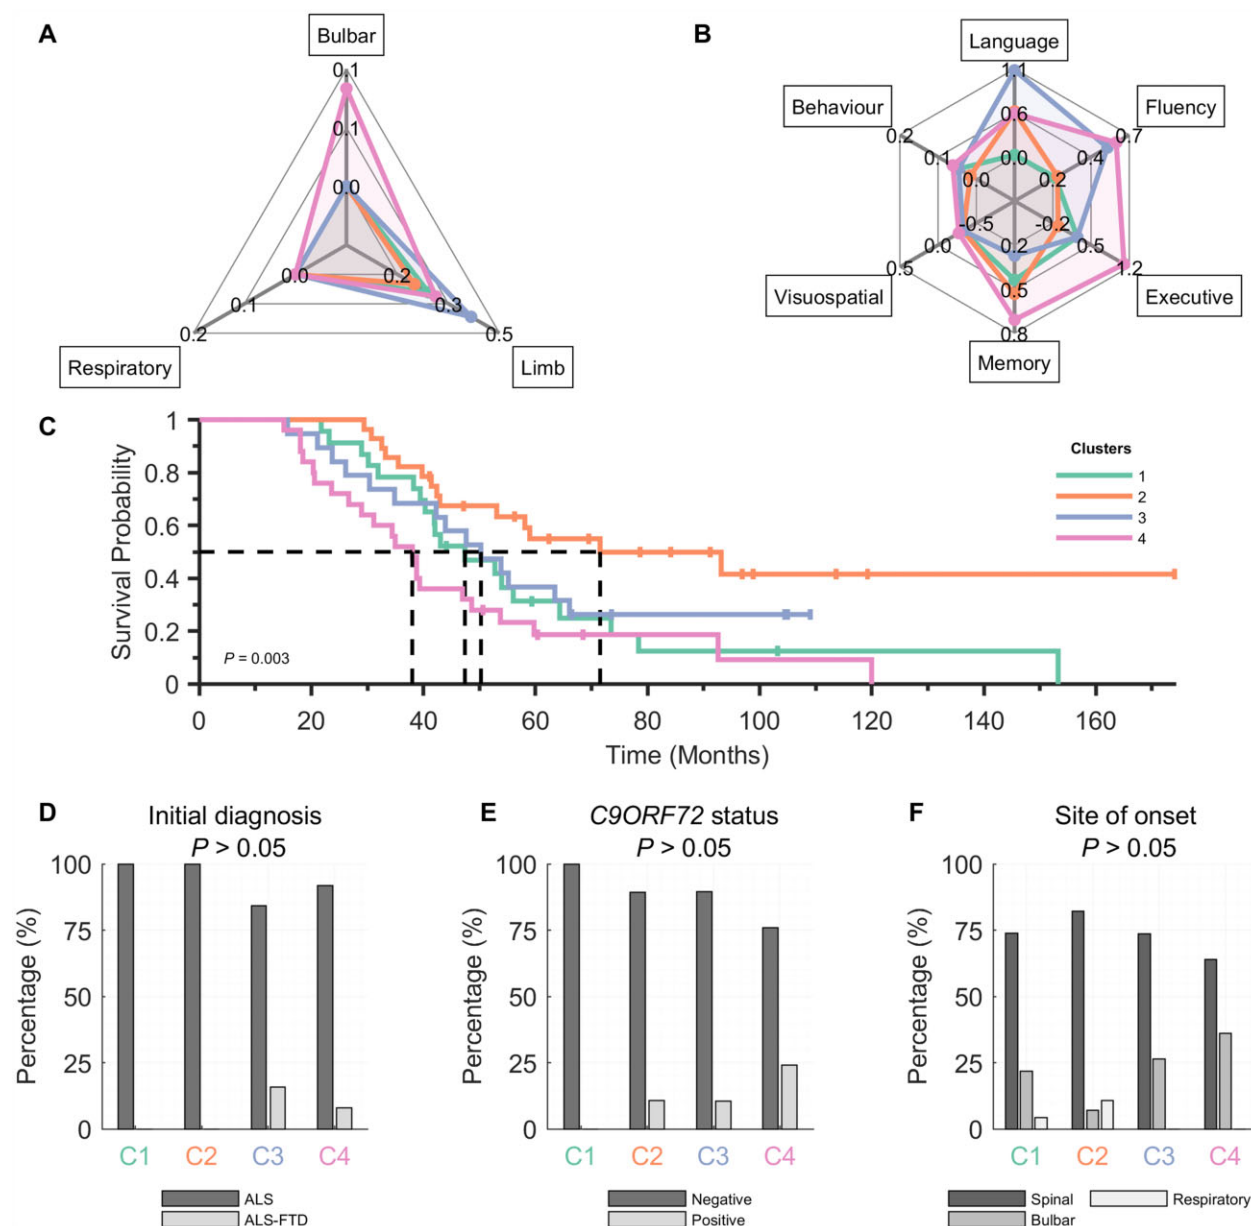 A
Bulbar
0.1
0.1
0.0
0.0
0.2
0.1
0.3
0.2
0.5
Respiratory
Limb
B
Language
1.1
Behaviour
Fluency
0.6
0.2
0.7
0.1
0.0
0.4
0.0
0.2
-0.5
-0.2
0.0
0.2
0.5
0.5
0.5
1.2
Visuospatial
Executive
0.8
Memory
C
Survival Probability
1
0.8
0.6
0.4
0.2
0
P = 0.003
Clusters
1
2
3
4
0 20 40 60 80 100 120 140 160
Time (Months)
D
Initial diagnosis
P > 0.05
Percentage (%)
100
75
50
25
0
C1 C2 C3 C4
ALS
ALS-FTD
E
C9ORF72 status
P > 0.05
Percentage (%)
100
75
50
25
0
C1 C2 C3 C4
Negative
Positive
F
Site of onset
P > 0.05
Percentage (%)
100
75
50
25
0
C1 C2 C3 C4
Spinal Respiratory
Bulbar